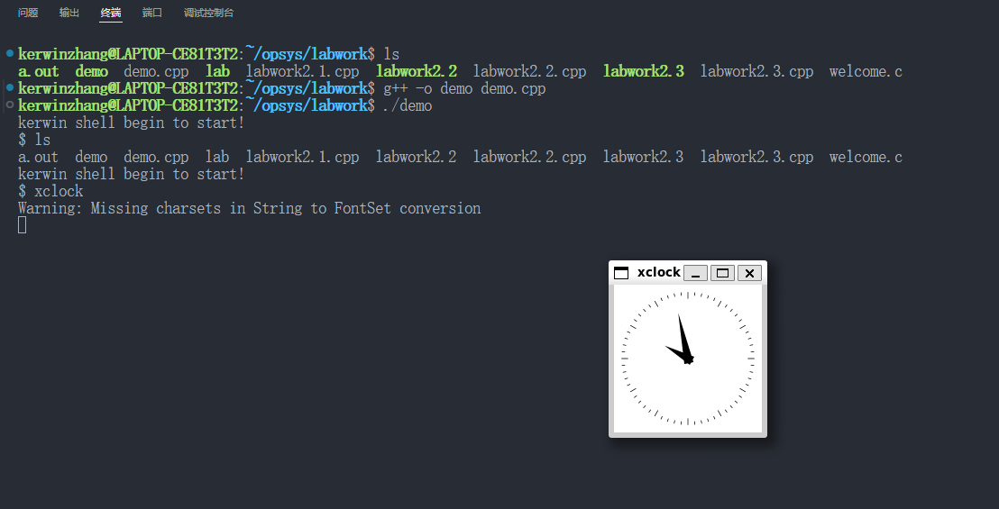 问题 输出 终端 端口 调试控制台
kerwinzhang@LAPTOP-CE81T3T2:~/opsys/labwork$ ls
a.out demo demo.cpp lab labwork2.1.cpp labwork2.2 labwork2.2.cpp labwork2.3 labwork2.3.cpp welcome.c
kerwinzhang@LAPTOP-CE81T3T2:~/opsys/labwork$ g++ -o demo demo.cpp
kerwinzhang@LAPTOP-CE81T3T2:~/opsys/labwork$ ./demo
kerwin shell begin to start!
$ ls
a.out demo demo.cpp lab labwork2.1.cpp labwork2.2 labwork2.2.cpp labwork2.3 labwork2.3.cpp welcome.c
kerwin shell begin to start!
$ xclock
Warning: Missing charsets in String to FontSet conversion
xclock